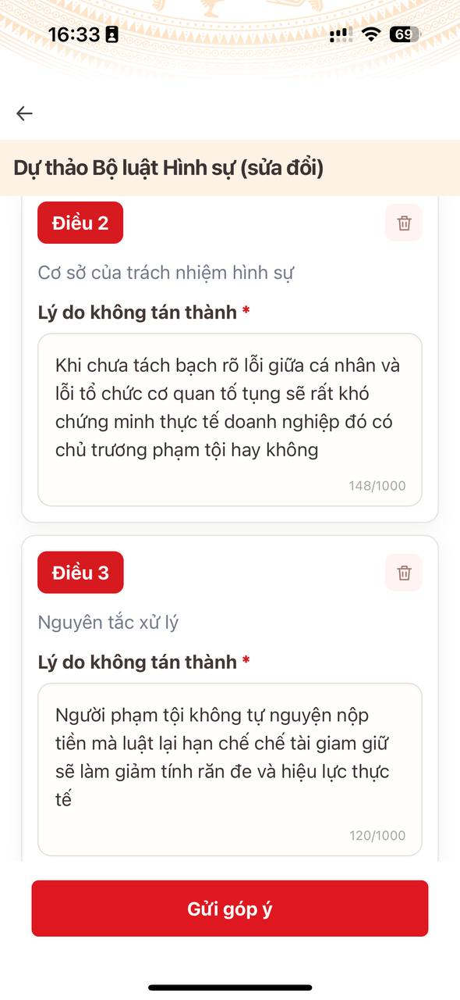 16:33
69
Dự thảo Bộ luật Hình sự (sửa đổi)
Điều 2
Cơ sở của trách nhiệm hình sự
Lý do không tán thành *
Khi chưa tách bạch rõ lỗi giữa cá nhân và
lỗi tổ chức cơ quan tố tụng sẽ rất khó
chứng minh thực tế doanh nghiệp đó có
chủ trương phạm tội hay không
148/1000
Điều 3
Nguyên tắc xử lý
Lý do không tán thành *
Người phạm tội không tự nguyện nộp
tiền mà luật lại hạn chế chế tài giam giữ
sẽ làm giảm tính răn đe và hiệu lực thực
tế
120/1000
Gửi góp ý